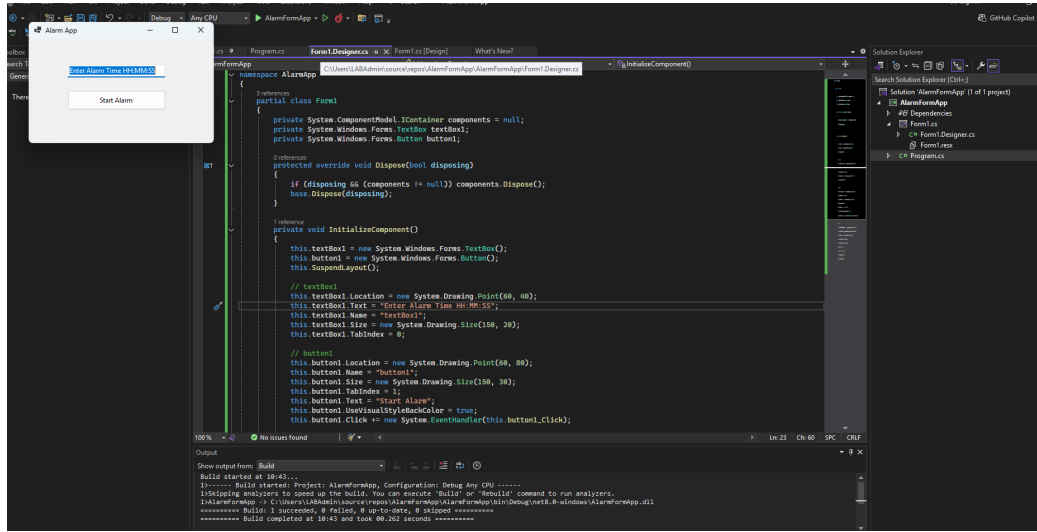 Debug
Any CPU
AlarmFormApp
GitHub Copilot
Alarm App
Enter Alarm Time HH:MM:SS
Start Alarm
Program.cs
Form1.Designer.cs
Form1.cs [Design]
What's New?
C:\Users\LABAdmin\source\repos\AlarmFormApp\AlarmFormApp\Form1.Designer.cs
InitializeComponent()
namespace AlarmApp
{
3 references
partial class Form1
{
private System.ComponentModel.IContainer components = null;
private System.Windows.Forms.TextBox textBox1;
private System.Windows.Forms.Button button1;
0 references
protected override void Dispose(bool disposing)
{
if (disposing && (components != null)) components.Dispose();
base.Dispose(disposing);
}
1 reference
private void InitializeComponent()
{
this.textBox1 = new System.Windows.Forms.TextBox();
this.button1 = new System.Windows.Forms.Button();
this.SuspendLayout();
// textBox1
this.textBox1.Location = new System.Drawing.Point(60, 40);
this.textBox1.Text = "Enter Alarm Time HH:MM:SS";
this.textBox1.Name = "textBox1";
this.textBox1.Size = new System.Drawing.Size(150, 20);
this.textBox1.TabIndex = 0;
// button1
this.button1.Location = new System.Drawing.Point(60, 80);
this.button1.Name = "button1";
this.button1.Size = new System.Drawing.Size(150, 30);
this.button1.TabIndex = 1;
this.button1.Text = "Start Alarm";
this.button1.UseVisualStyleBackColor = true;
this.button1.Click += new System.EventHandler(this.button1_Click);
100 %
No issues found
Ln: 23 Ch: 60 SPC CRLF
Solution Explorer
Search Solution Explorer (Ctrl+;)
Solution 'AlarmFormApp' (1 of 1 project)
AlarmFormApp
Dependencies
Form1.cs
C# Form1.Designer.cs
Form1.resx
C# Program.cs
Output
Show output from: Build
Build started at 10:43...
1>------ Build started: Project: AlarmFormApp, Configuration: Debug Any CPU ------
1>Skipping analyzers to speed up the build. You can execute 'Build' or 'Rebuild' command to run analyzers.
1>AlarmFormApp -> C:\Users\LABAdmin\source\repos\AlarmFormApp\AlarmFormApp\bin\Debug\net8.0-windows\AlarmFormApp.dll
========== Build: 1 succeeded, 0 failed, 0 up-to-date, 0 skipped ==========
========== Build completed at 10:43 and took 00.262 seconds ==========